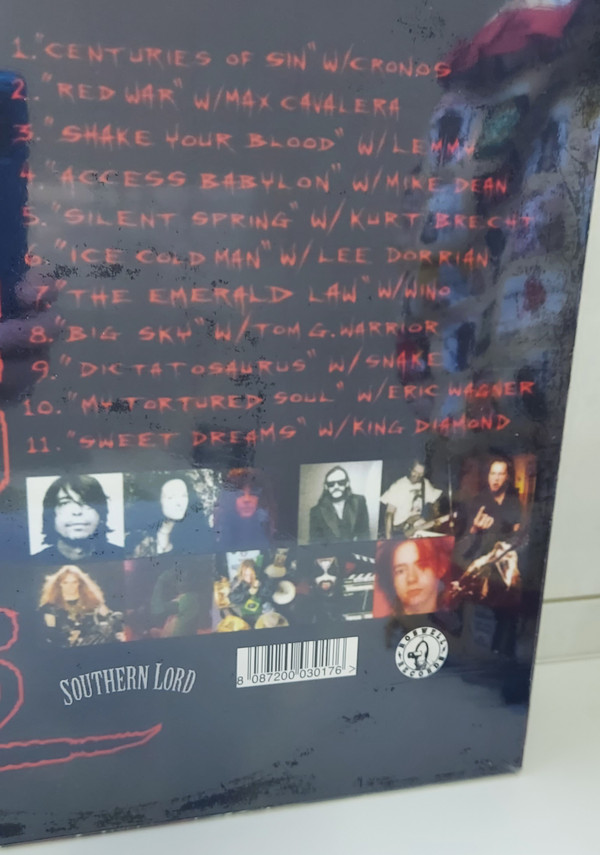 1. "CENTURIES OF SIN" W/CRONOS
2. "RED WAR" W/MAX CAVALERA
3. "SHAKE YOUR BLOOD" W/LEMMY
4. "ACCESS BABYLON" W/MIKE DEAN
5. "SILENT SPRING" W/KURT BRECHT
6. "ICE COLD MAN" W/LEE DORRIAN
7. "THE EMERALD LAW" W/WINO
8. "BIG SKY" W/TOM G. WARRIOR
9. "DICTATOSAURUS" W/SNAKE
10. "MY TORTURED SOUL" W/ERIC WAGNER
11. "SWEET DREAMS" W/KING DIAMOND
SOUTHERN LORD
8 087200 030176 >
ROSWELL RECORDS